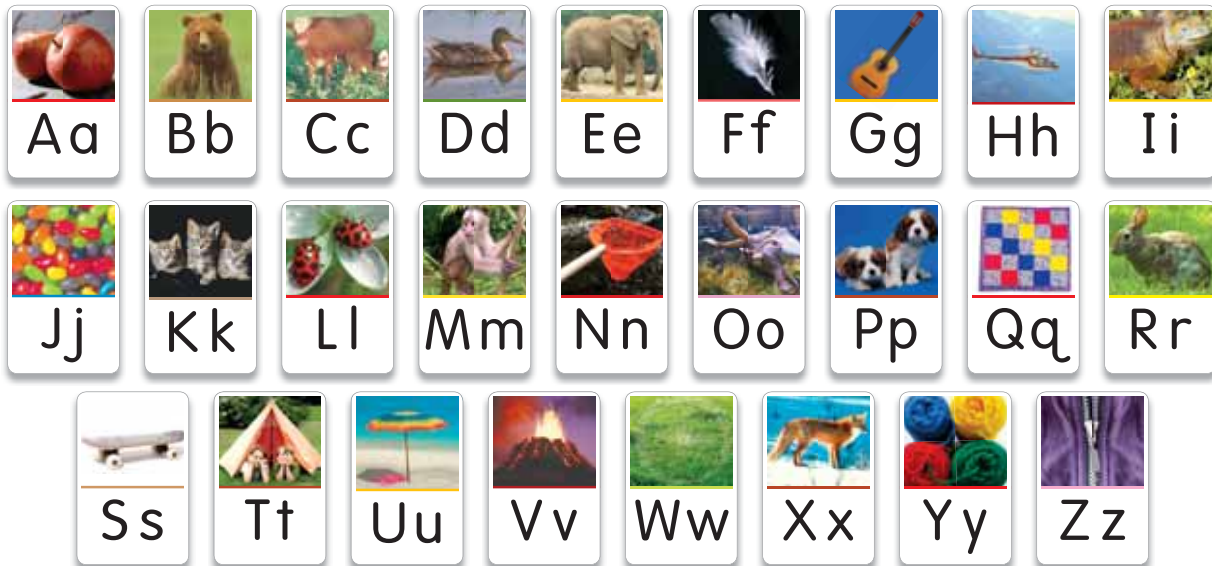 Aa Bb Cc Dd Ee Ff Gg Hh Ii
Jj Kk Ll Mm Nn Oo Pp Qq Rr
Ss Tt Uu Vv Ww Xx Yy Zz